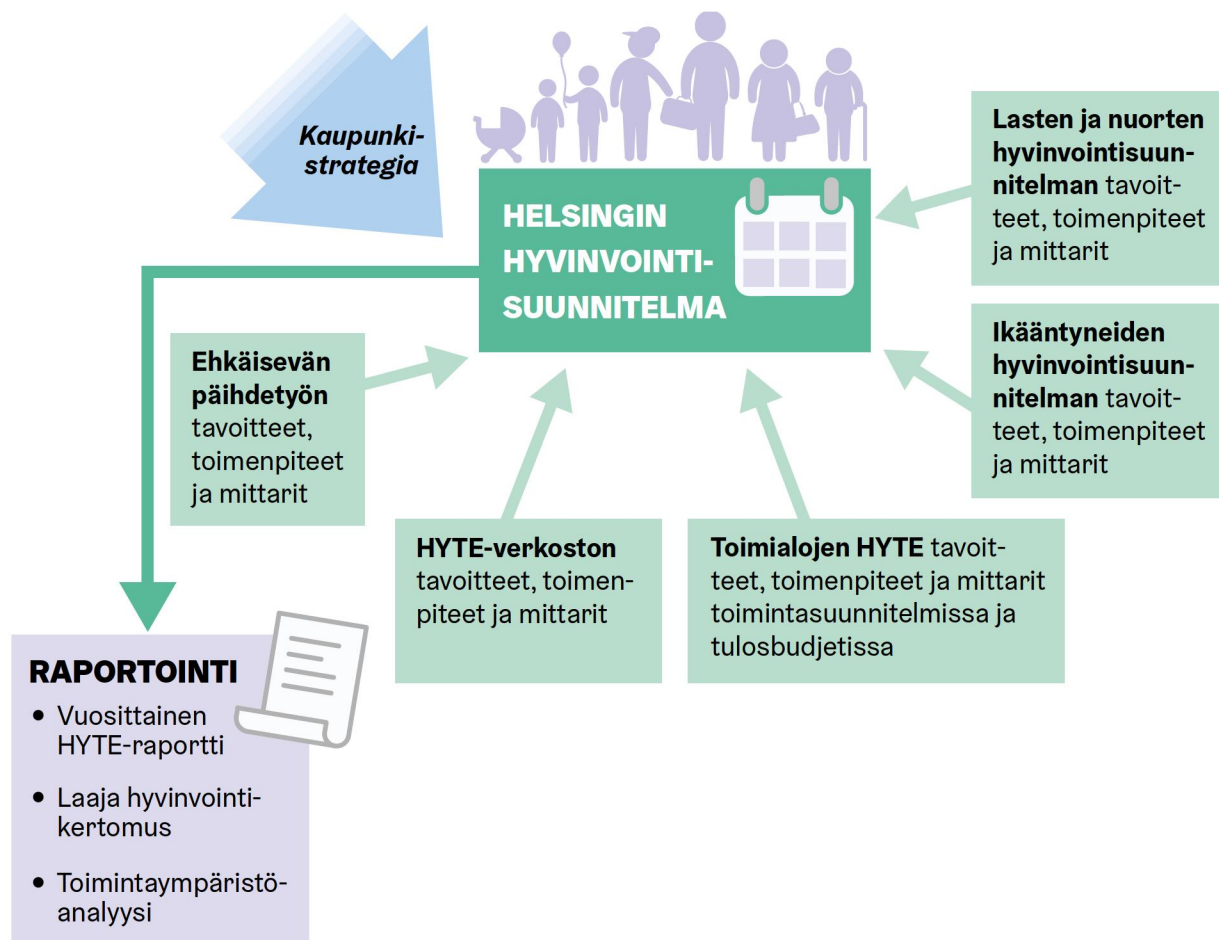 Kaupunki-
strategia
HELSINGIN
HYVINVOINTI-
SUUNNITELMA
Lasten ja nuorten
hyvinvointisuun-
nitelman tavoit-
teet, toimenpiteet
ja mittarit
Ikääntyneiden
hyvinvointisuun-
nitelman tavoit-
teet, toimenpiteet
ja mittarit
Ehkäisevän
päihdetyön
tavoitteet,
toimenpiteet
ja mittarit
HYTE-verkoston
tavoitteet, toimen-
piteet ja mittarit
Toimialojen HYTE tavoit-
teet, toimenpiteet ja mittarit
toimintasuunnitelmissa ja
tulosbudjetissa
RAPORTOINTI
• Vuosittainen
HYTE-raportti
• Laaja hyvinvointi-
kertomus
• Toimintaympäristö-
analyysi